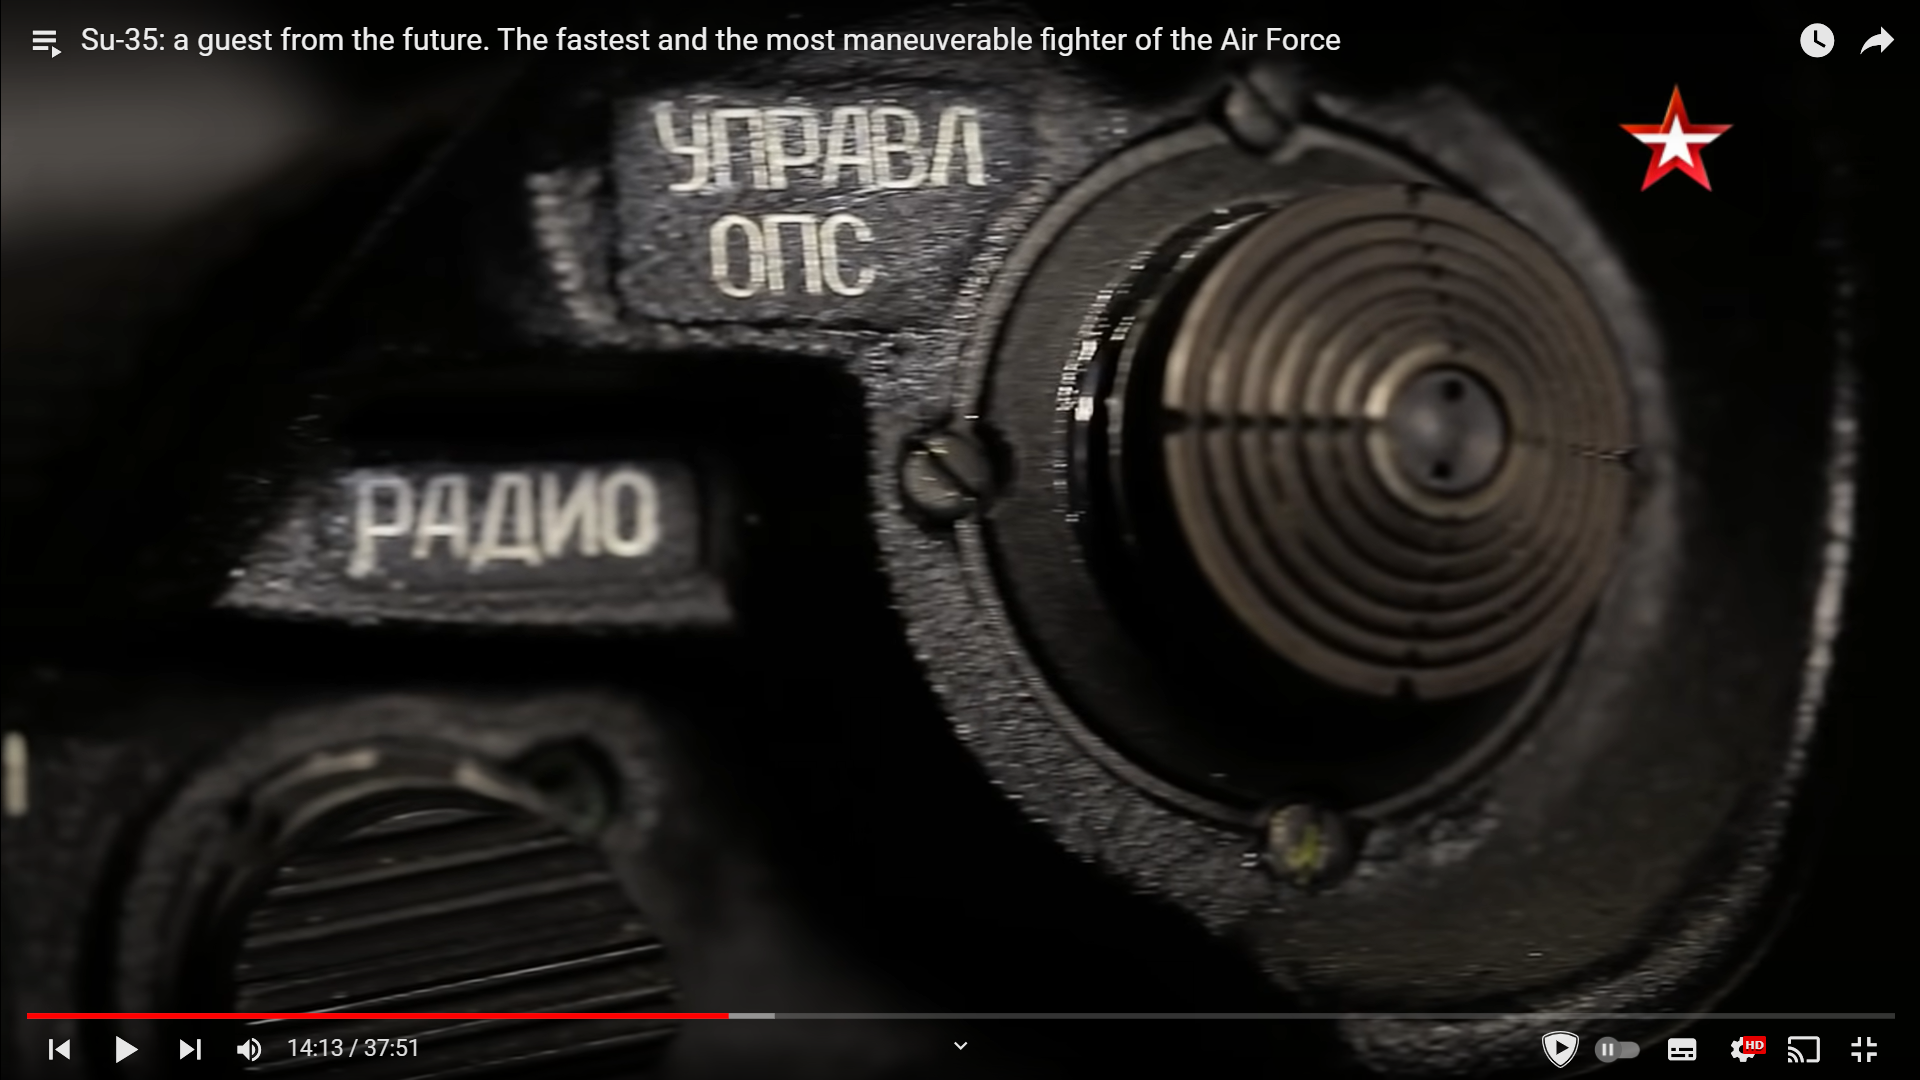 Su-35: a guest from the future. The fastest and the most maneuverable fighter of the Air Force
УПРАВЛ
ОПС
РАДИО
14:13 / 37:51
HD